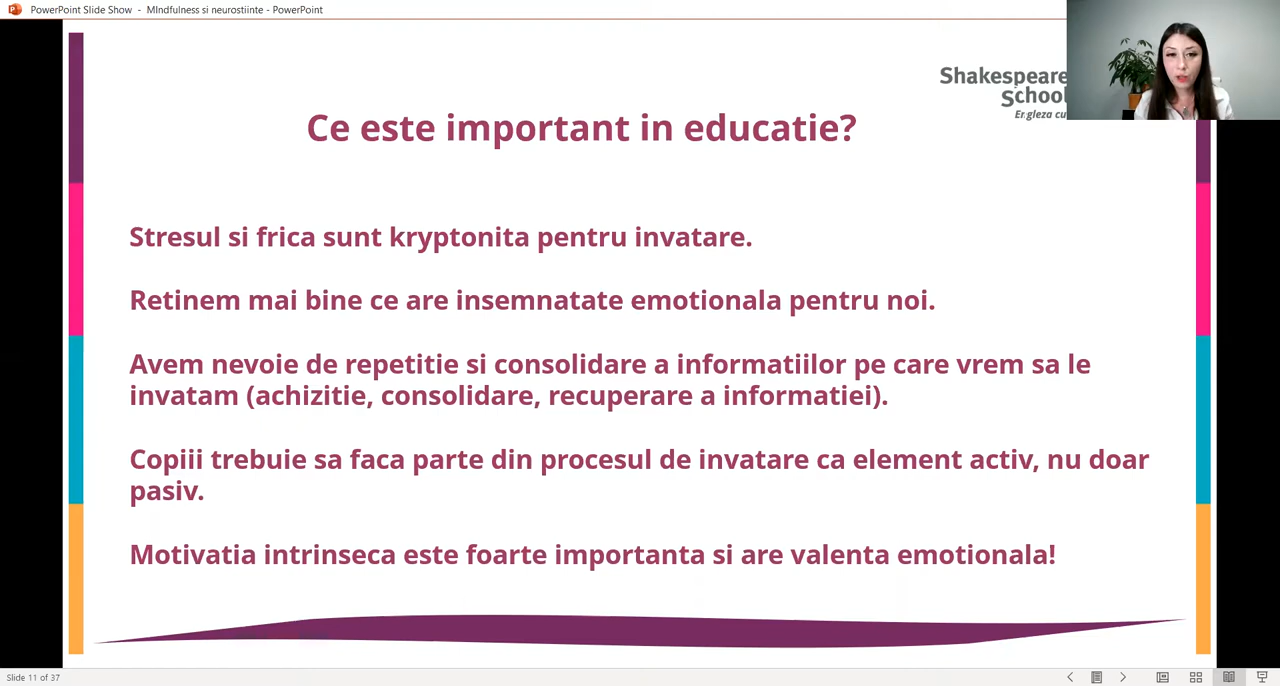 PowerPoint Slide Show - MIndfulness si neurostiinte - PowerPoint
Shakespeare
School
Engleza cu
Ce este important in educatie?
Stresul si frica sunt kryptonita pentru invatare.
Retinem mai bine ce are insemnatate emotionala pentru noi.
Avem nevoie de repetitie si consolidare a informatiilor pe care vrem sa le
invatam (achizitie, consolidare, recuperare a informatiei).
Copiii trebuie sa faca parte din procesul de invatare ca element activ, nu doar
pasiv.
Motivatia intrinseca este foarte importanta si are valenta emotionala!
Slide 11 of 37